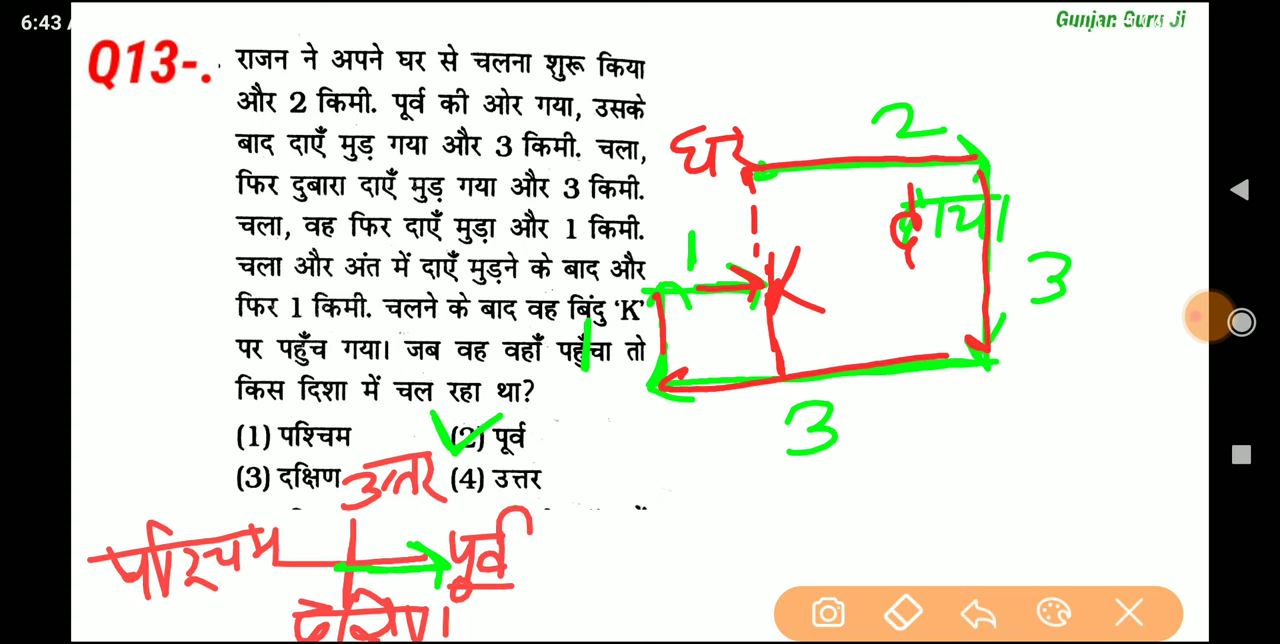 6:43
Gunjan Guru Ji
Q13-.
राजन ने अपने घर से चलना शुरू किया
और 2 किमी. पूर्व की ओर गया, उसके
बाद दाएँ मुड़ गया और 3 किमी. चला,
फिर दुबारा दाएँ मुड़ गया और 3 किमी.
चला, वह फिर दाएँ मुड़ा और 1 किमी.
चला और अंत में दाएँ मुड़ने के बाद और
फिर 1 किमी. चलने के बाद वह बिंदु ‘K’
पर पहुँच गया। जब वह वहाँ पहुँचा तो
किस दिशा में चल रहा था?
(1) पश्चिम (2) पूर्व
(3) दक्षिण (4) उत्तर
घर
2
3
1
K
1
3
उत्तर
पश्चिम
पूर्व
दक्षिण